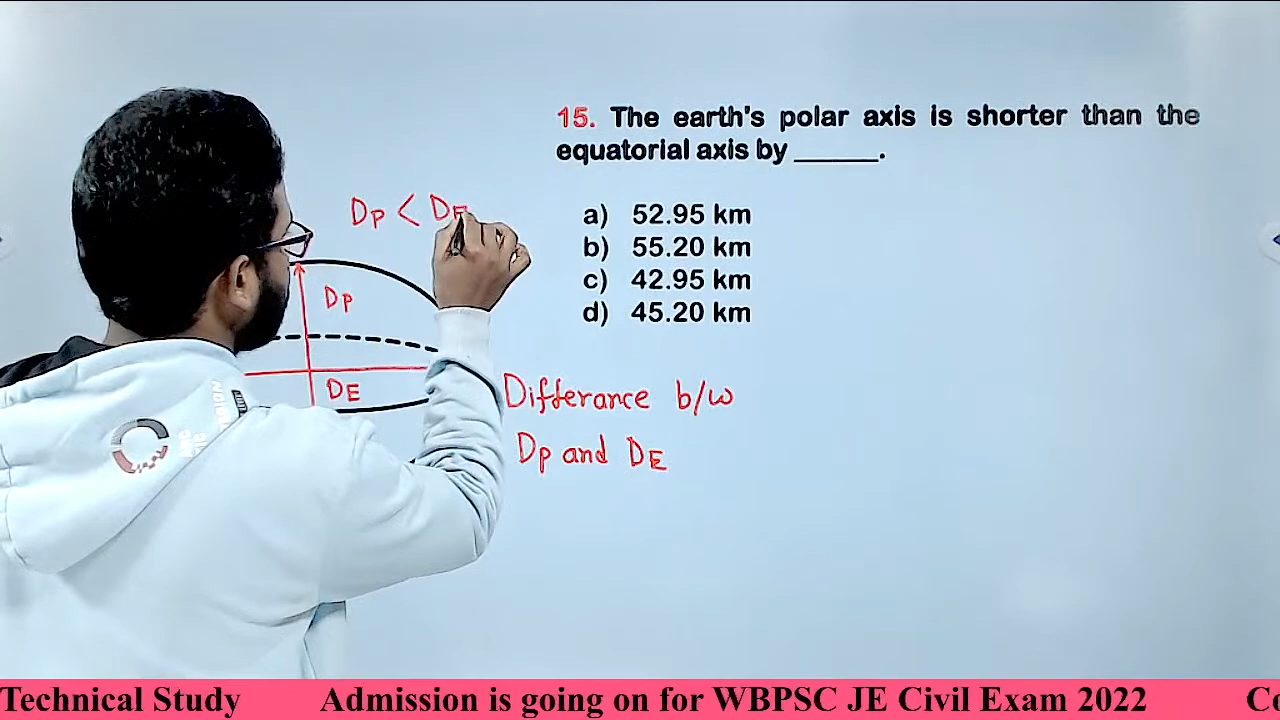 15. The earth's polar axis is shorter than the
equatorial axis by ______.
a) 52.95 km
b) 55.20 km
c) 42.95 km
d) 45.20 km
DP < DE
DP
DE
Differance b/w
DP and DE
Technical Study Admission is going on for WBPSC JE Civil Exam 2022